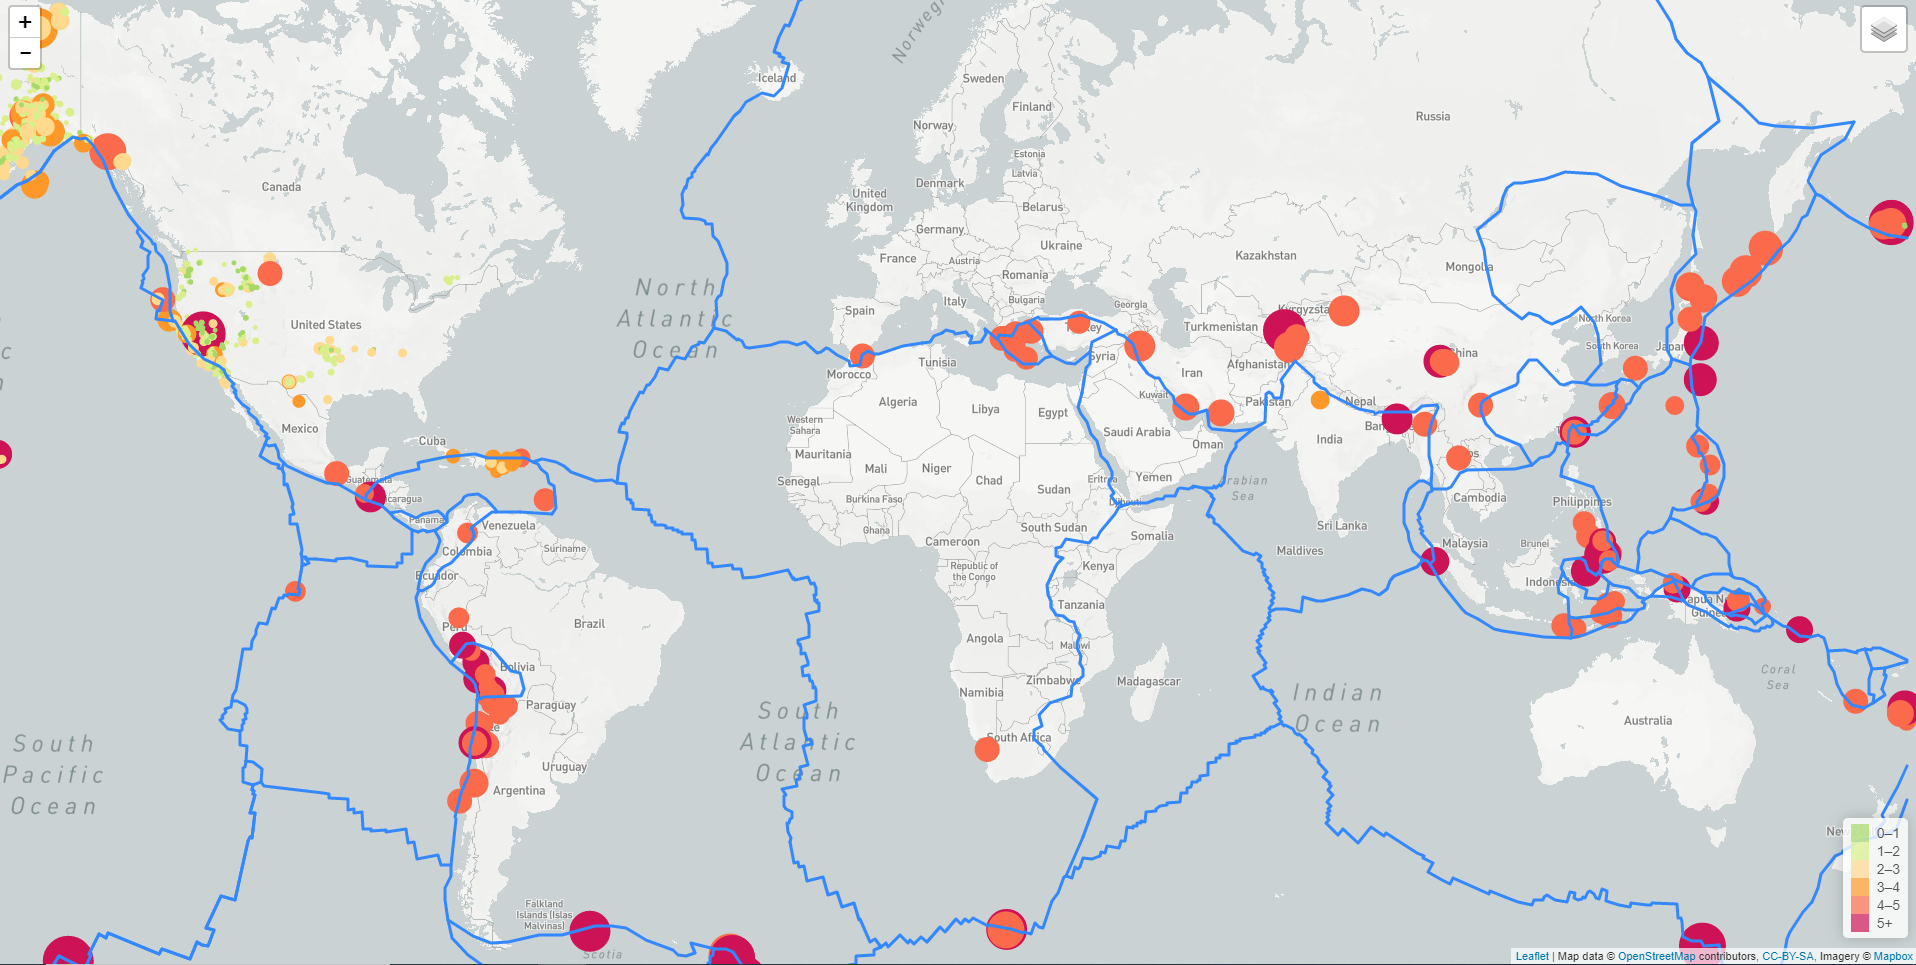 +
−
Norweg
Iceland
Sweden
Finland
Norway
Russia
Estonia
Latvia
Denmark
United
Kingdom
Belarus
Canada
Germany
Ukraine
France
Austria
Kazakhstan
Romania
Mongolia
North
Atlantic
Ocean
Italy
Bulgaria
Georgia
Spain
Kyrgyzsta
North Korea
United States
Turkmenistan
South Korea
Japa
China
Tunisia
Syria
Afghanistan
Morocco
Iran
Algeria
Libya
Egypt
Kuwait
Pakistan
Nepal
Western
Sahara
Mexico
Cuba
Saudi Arabia
Oman
India
Ban
Mauritania
Mali
Niger
Chad
Sudan
Eritrea
Yemen
Arabian
Sea
Senegal
Guatemala
caragua
Burkina Faso
Djibouti
Cambodia
Philippines
Panama
Venezuela
Ghana
South Sudan
Somalia
Sri Lanka
Colombia
Suriname
Cameroon
Maldives
Malaysia
Brunei
Ecuador
Republic of
the Congo
Kenya
Indonesia
Peru
Brazil
Tanzania
Papua N
Guinea
Angola
Malawi
Bolivia
Zimbabwe
Madagascar
Coral
Sea
Namibia
Indian
Ocean
Paraguay
South
Atlantic
Ocean
South Africa
Australia
South
Pacific
Ocean
Uruguay
Argentina
Falkland
Islands (Islas
Malvinas)
Scotia
New
0–1
1–2
2–3
3–4
4–5
5+
Leaflet | Map data © OpenStreetMap contributors, CC-BY-SA, Imagery © Mapbox